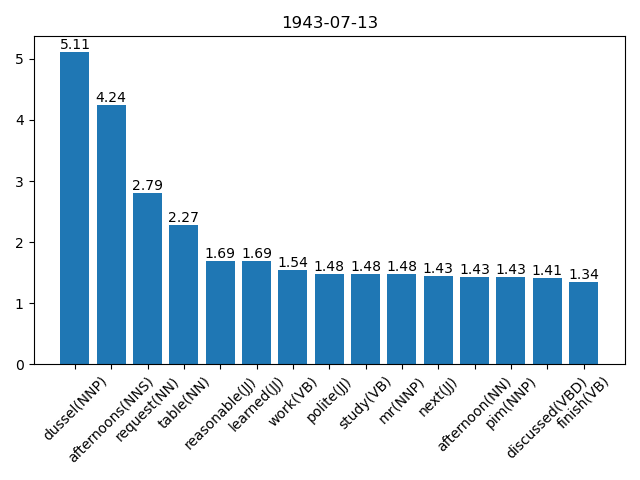 1943-07-13
5.11
4.24
2.79
2.27
1.69
1.69
1.54
1.48
1.48
1.48
1.43
1.43
1.43
1.41
1.34
5
4
3
2
1
0
dussel(NNP)
afternoons(NNS)
request(NN)
table(NN)
reasonable(JJ)
learned(JJ)
work(VB)
polite(JJ)
study(VB)
mr(NNP)
next(JJ)
afternoon(NN)
pim(NNP)
discussed(VBD)
finish(VB)